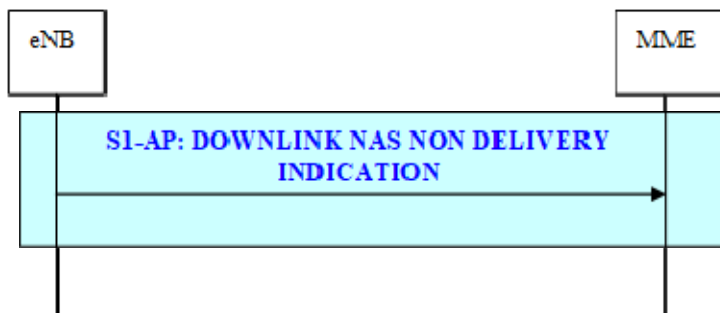 eNB
MME
S1-AP: DOWNLINK NAS NON DELIVERY
INDICATION